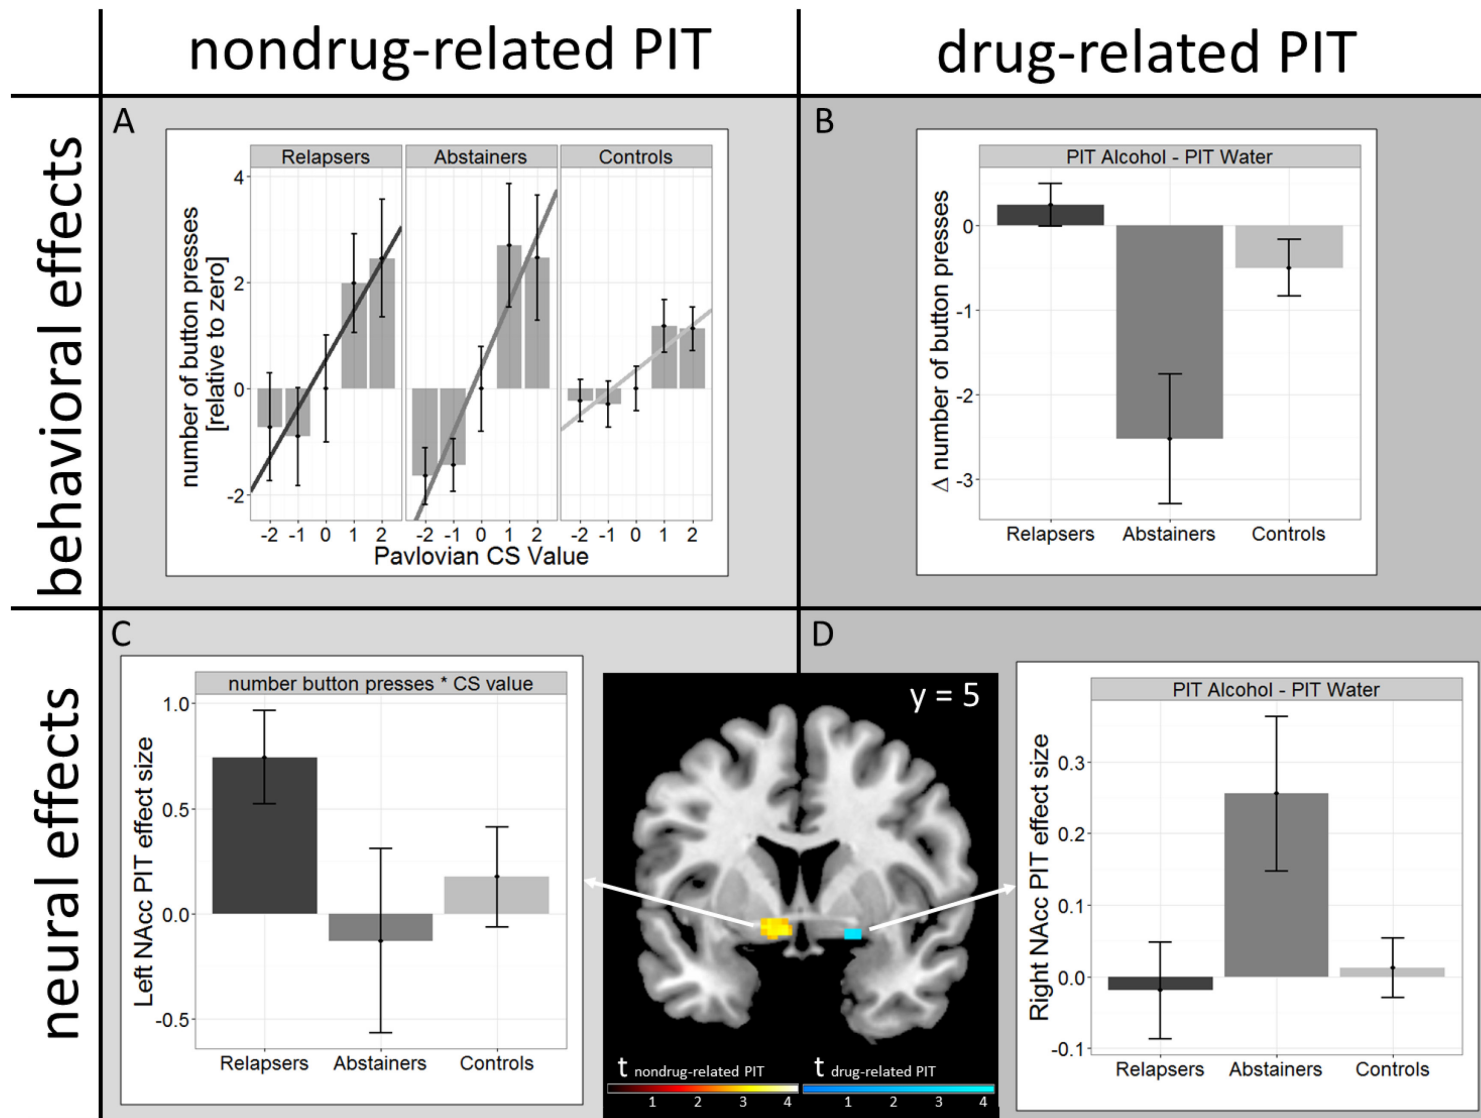 nondrug-related PIT
drug-related PIT
behavioral effects
A
Relapsers
Abstainers
Controls
number of button presses
[relative to zero]
4
2
0
-2
-2 -1 0 1 2
-2 -1 0 1 2
-2 -1 0 1 2
Pavlovian CS Value
B
PIT Alcohol - PIT Water
Δ number of button presses
0
-1
-2
-3
Relapsers Abstainers Controls
neural effects
C
number button presses * CS value
Left NAcc PIT effect size
1.0
0.5
0.0
-0.5
Relapsers Abstainers Controls
y = 5
t nondrug-related PIT
1 2 3 4
t drug-related PIT
1 2 3 4
D
PIT Alcohol - PIT Water
Right NAcc PIT effect size
0.3
0.2
0.1
0.0
-0.1
Relapsers Abstainers Controls